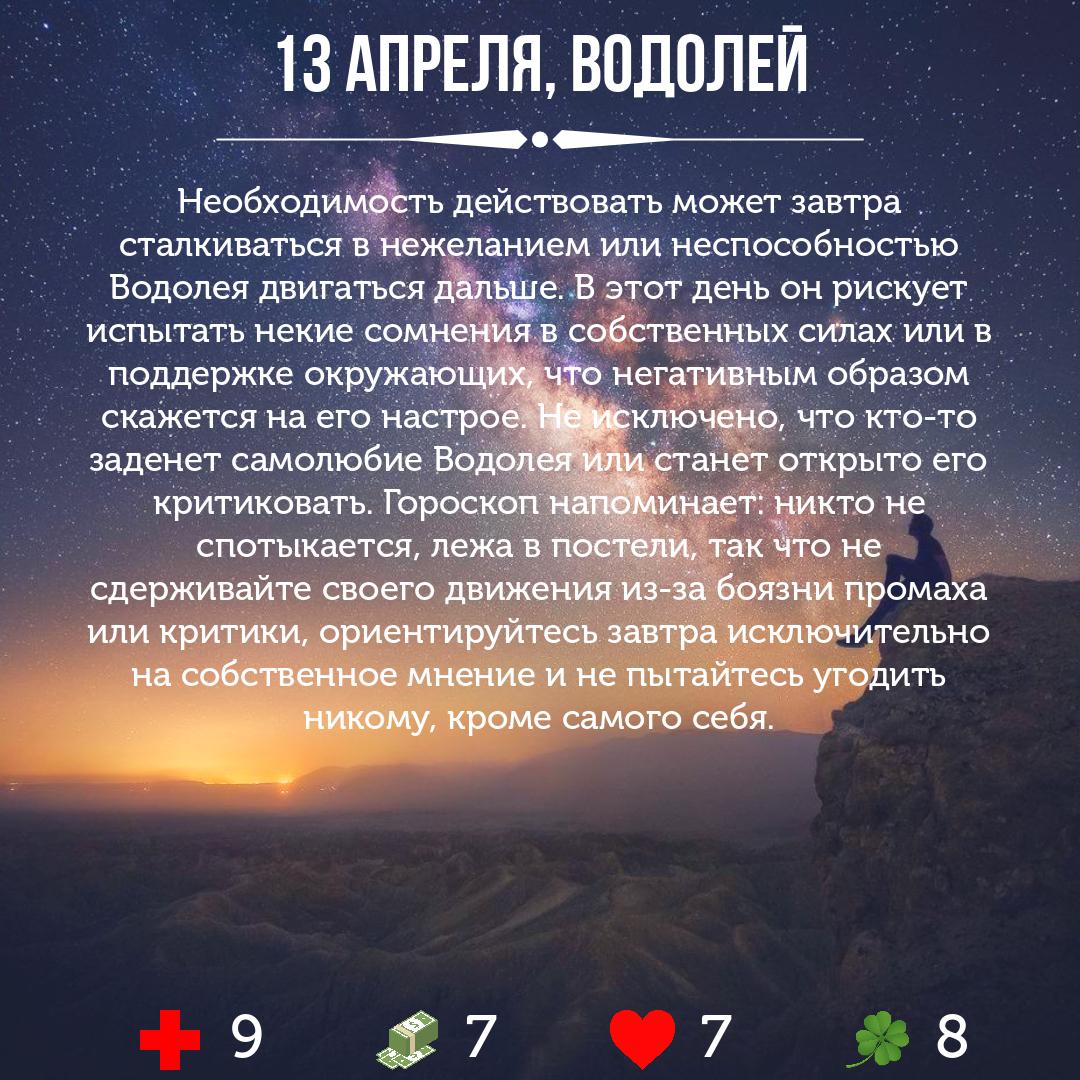 13 АПРЕЛЯ, ВОДОЛЕЙ
Необходимость действовать может завтра
сталкиваться в нежеланием или неспособностью
Водолея двигаться дальше. В этот день он рискует
испытать некие сомнения в собственных силах или в
поддержке окружающих, что негативным образом
скажется на его настрое. Не исключено, что кто-то
заденет самолюбие Водолея или станет открыто его
критиковать. Гороскоп напоминает: никто не
спотыкается, лежа в постели, так что не
сдерживайте своего движения из-за боязни промаха
или критики, ориентируйтесь завтра исключительно
на собственное мнение и не пытайтесь угодить
никому, кроме самого себя.
9 7 7 8